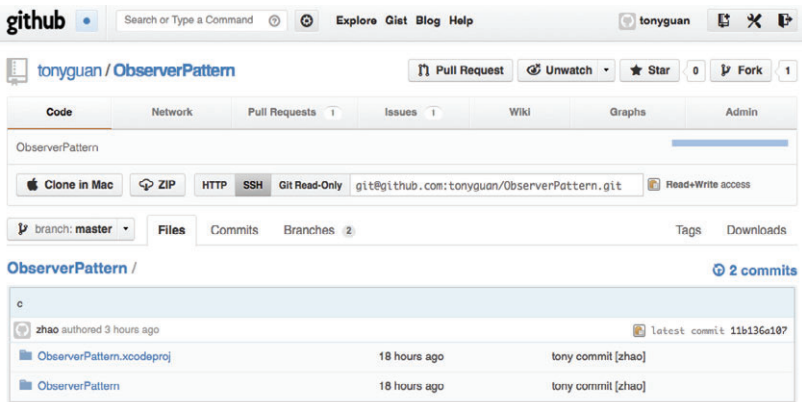 github Search or Type a Command Explore Gist Blog Help tonyguan
tonyguan / ObserverPattern Pull Request Unwatch Star 0 Fork 1
Code Network Pull Requests 1 Issues 1 Wiki Graphs Admin
ObserverPattern
Clone in Mac ZIP HTTP SSH Git Read-Only git@github.com:tonyguan/ObserverPattern.git Read+Write access
branch: master Files Commits Branches 2 Tags Downloads
ObserverPattern / 2 commits
c
zhao authored 3 hours ago latest commit 11b136a107
ObserverPattern.xcodeproj 18 hours ago tony commit [zhao]
ObserverPattern 18 hours ago tony commit [zhao]